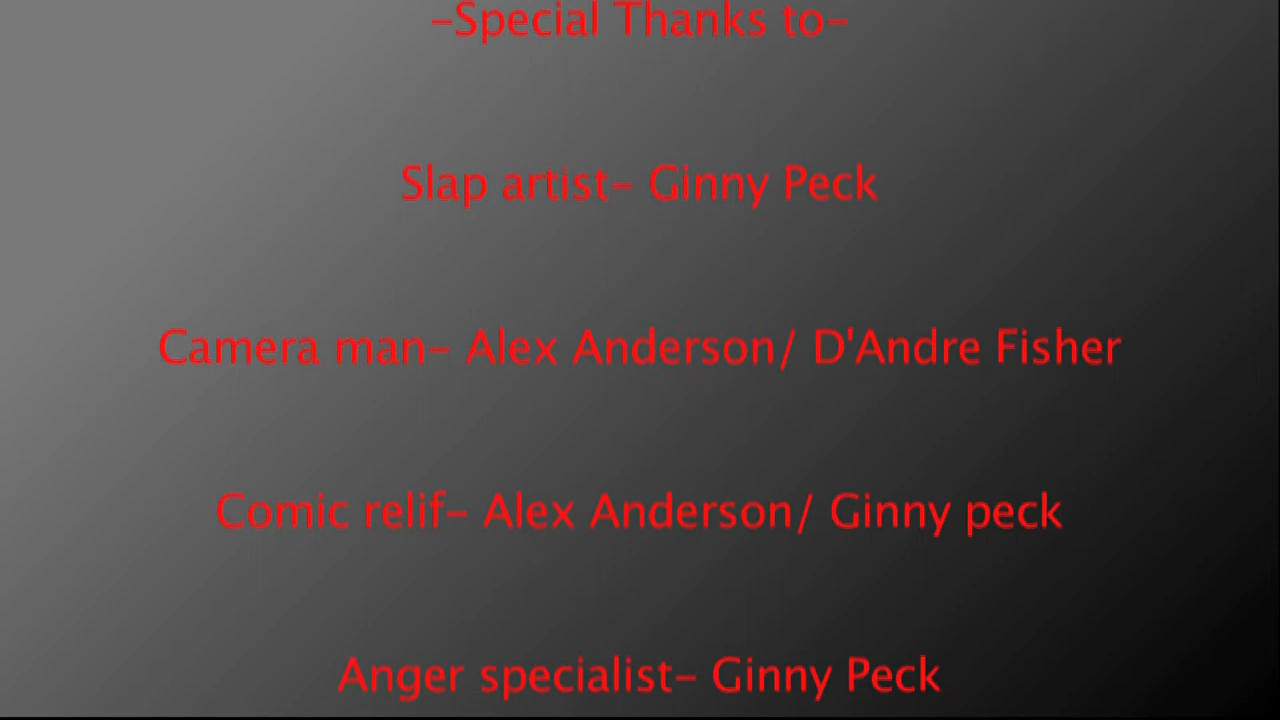 -Special Thanks to-
Slap artist- Ginny Peck
Camera man- Alex Anderson/ D'Andre Fisher
Comic relif- Alex Anderson/ Ginny peck
Anger specialist- Ginny Peck